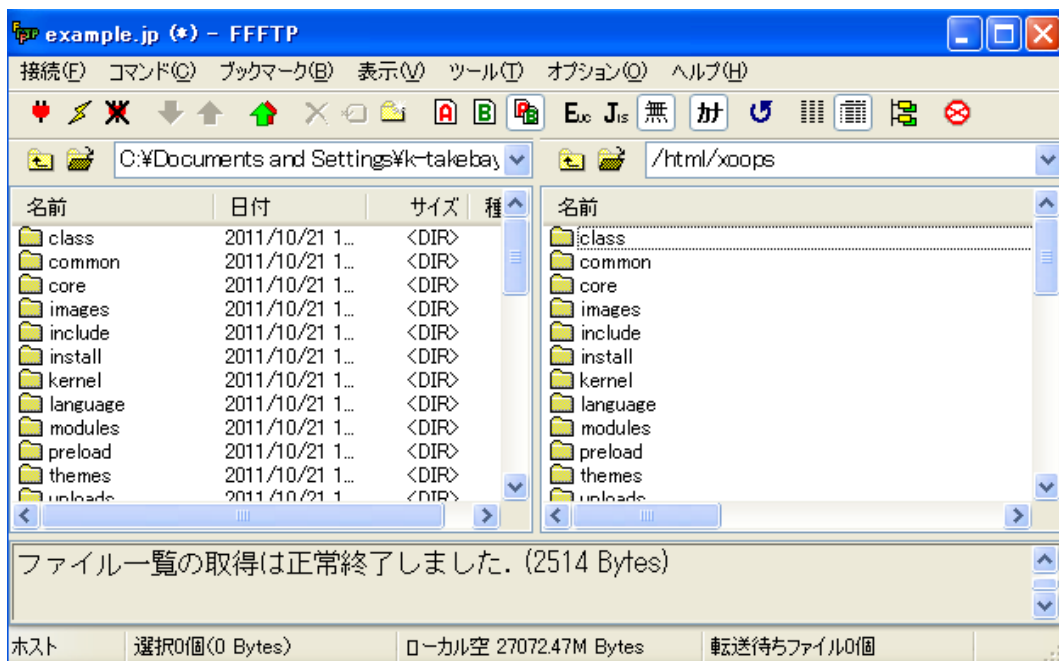 example.jp (*) - FFFTP
接続(F) コマンド(C) ブックマーク(B) 表示(V) ツール(T) オプション(O) ヘルプ(H)
A B Euc Jis 無 カナ
C:¥Documents and Settings¥k-takebay /html/xoops
名前 日付 サイズ 種 名前
class 2011/10/21 1... <DIR> class
common 2011/10/21 1... <DIR> common
core 2011/10/21 1... <DIR> core
images 2011/10/21 1... <DIR> images
include 2011/10/21 1... <DIR> include
install 2011/10/21 1... <DIR> install
kernel 2011/10/21 1... <DIR> kernel
language 2011/10/21 1... <DIR> language
modules 2011/10/21 1... <DIR> modules
preload 2011/10/21 1... <DIR> preload
themes 2011/10/21 1... <DIR> themes
uploads 2011/10/21 1... <DIR> uploads
ファイル一覧の取得は正常終了しました. (2514 Bytes)
ホスト 選択0個(0 Bytes) ローカル空 27072.47M Bytes 転送待ちファイル0個